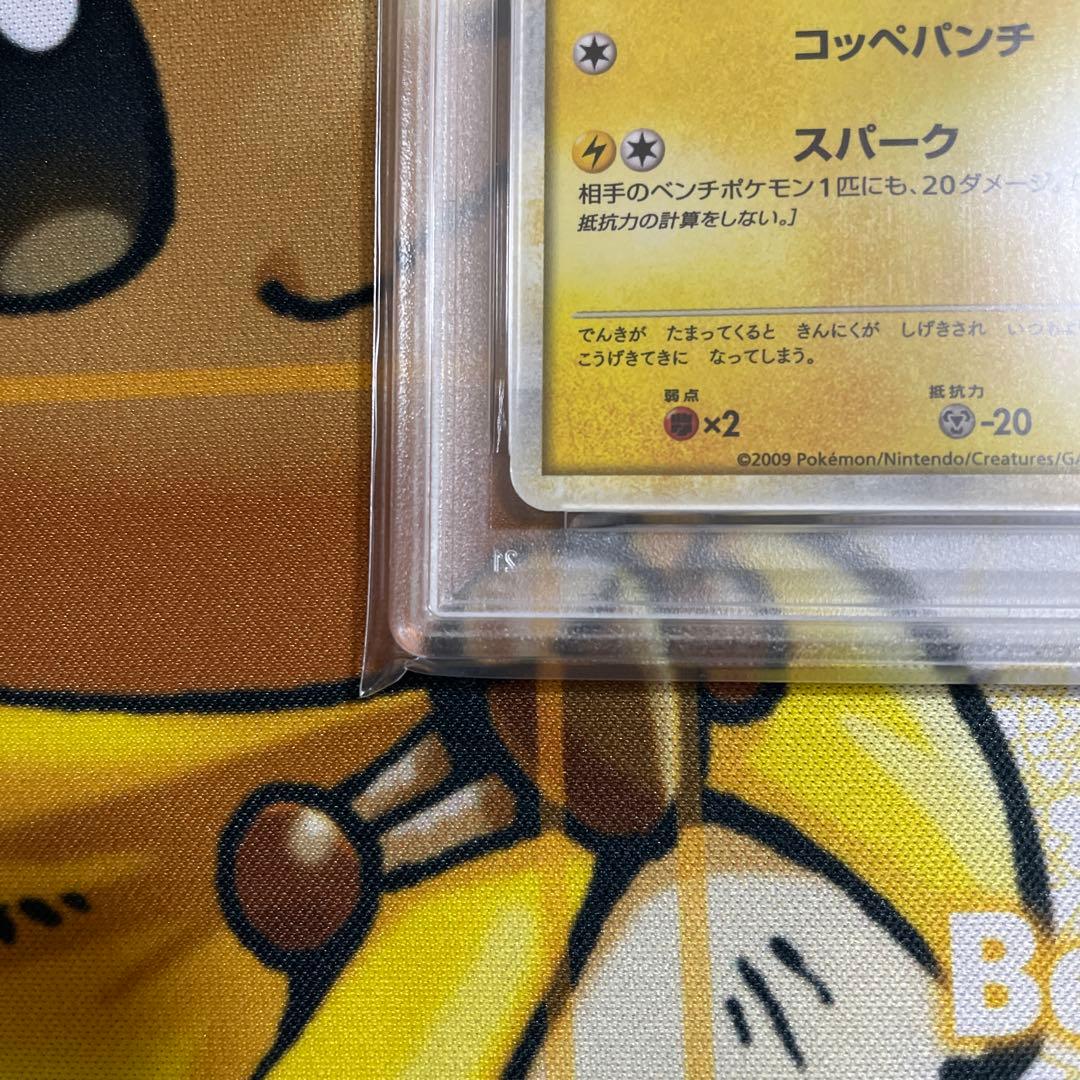 コッペパンチ
スパーク
相手のベンチポケモン1匹にも、20ダメージ。[
抵抗力の計算をしない。]
でんきが たまってくると きんにくが しげきされ いつもよ
こうげきてきに なってしまう。
弱点 抵抗力
×2 -20
©2009 Pokémon/Nintendo/Creatures/GA
21
B